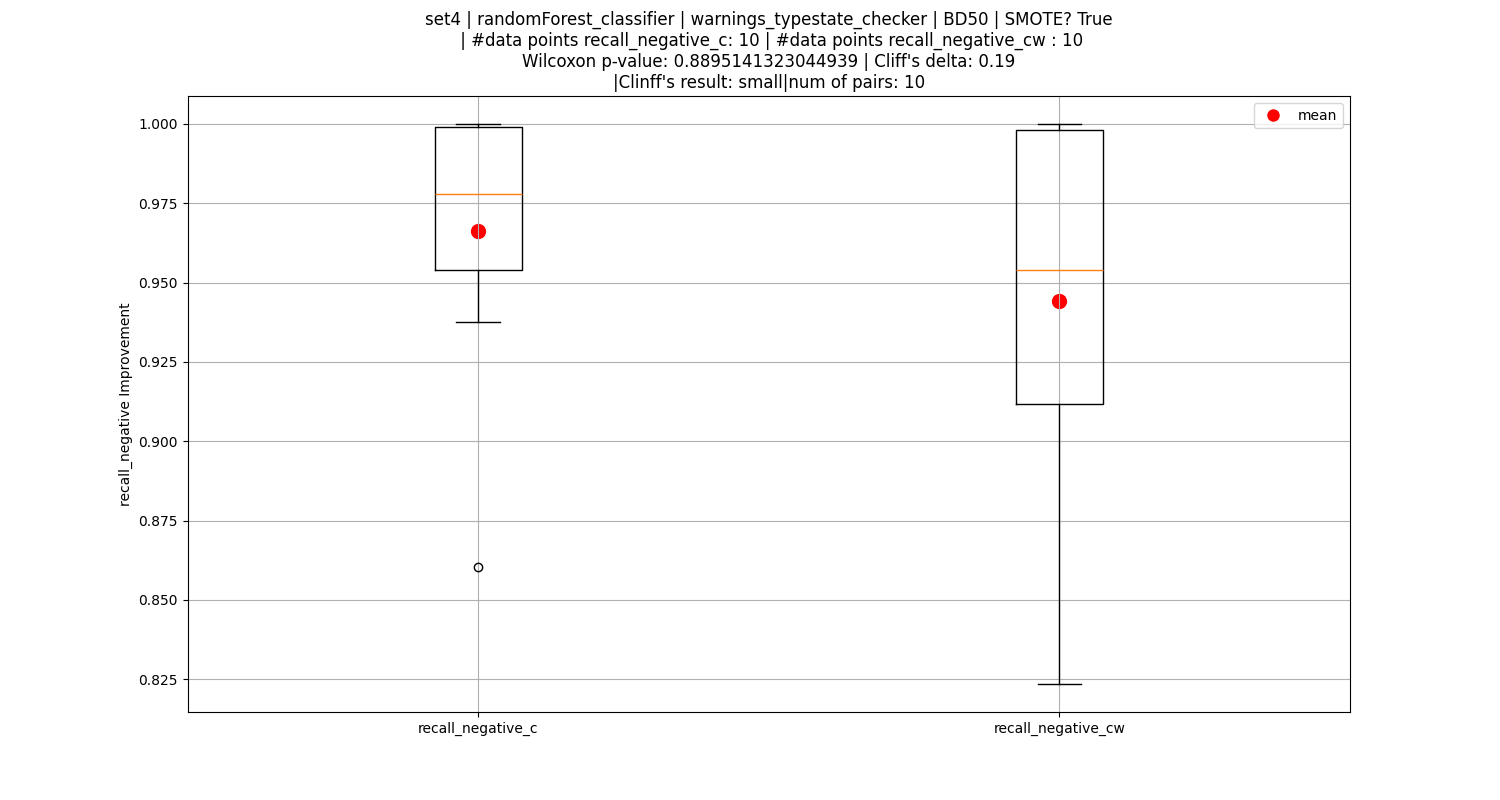 set4 | randomForest_classifier | warnings_typestate_checker | BD50 | SMOTE? True
| #data points recall_negative_c: 10 | #data points recall_negative_cw : 10
Wilcoxon p-value: 0.8895141323044939 | Cliff's delta: 0.19
|Clinff's result: small|num of pairs: 10
mean
1.000
0.975
0.950
0.925
0.900
0.875
0.850
0.825
recall_negative Improvement
recall_negative_c
recall_negative_cw